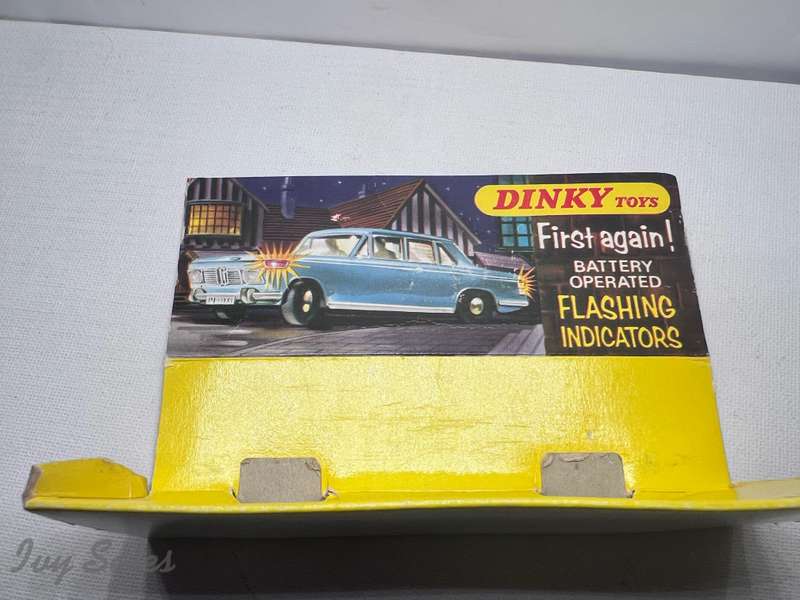 DINKY TOYS
First again!
BATTERY
OPERATED
FLASHING
INDICATORS